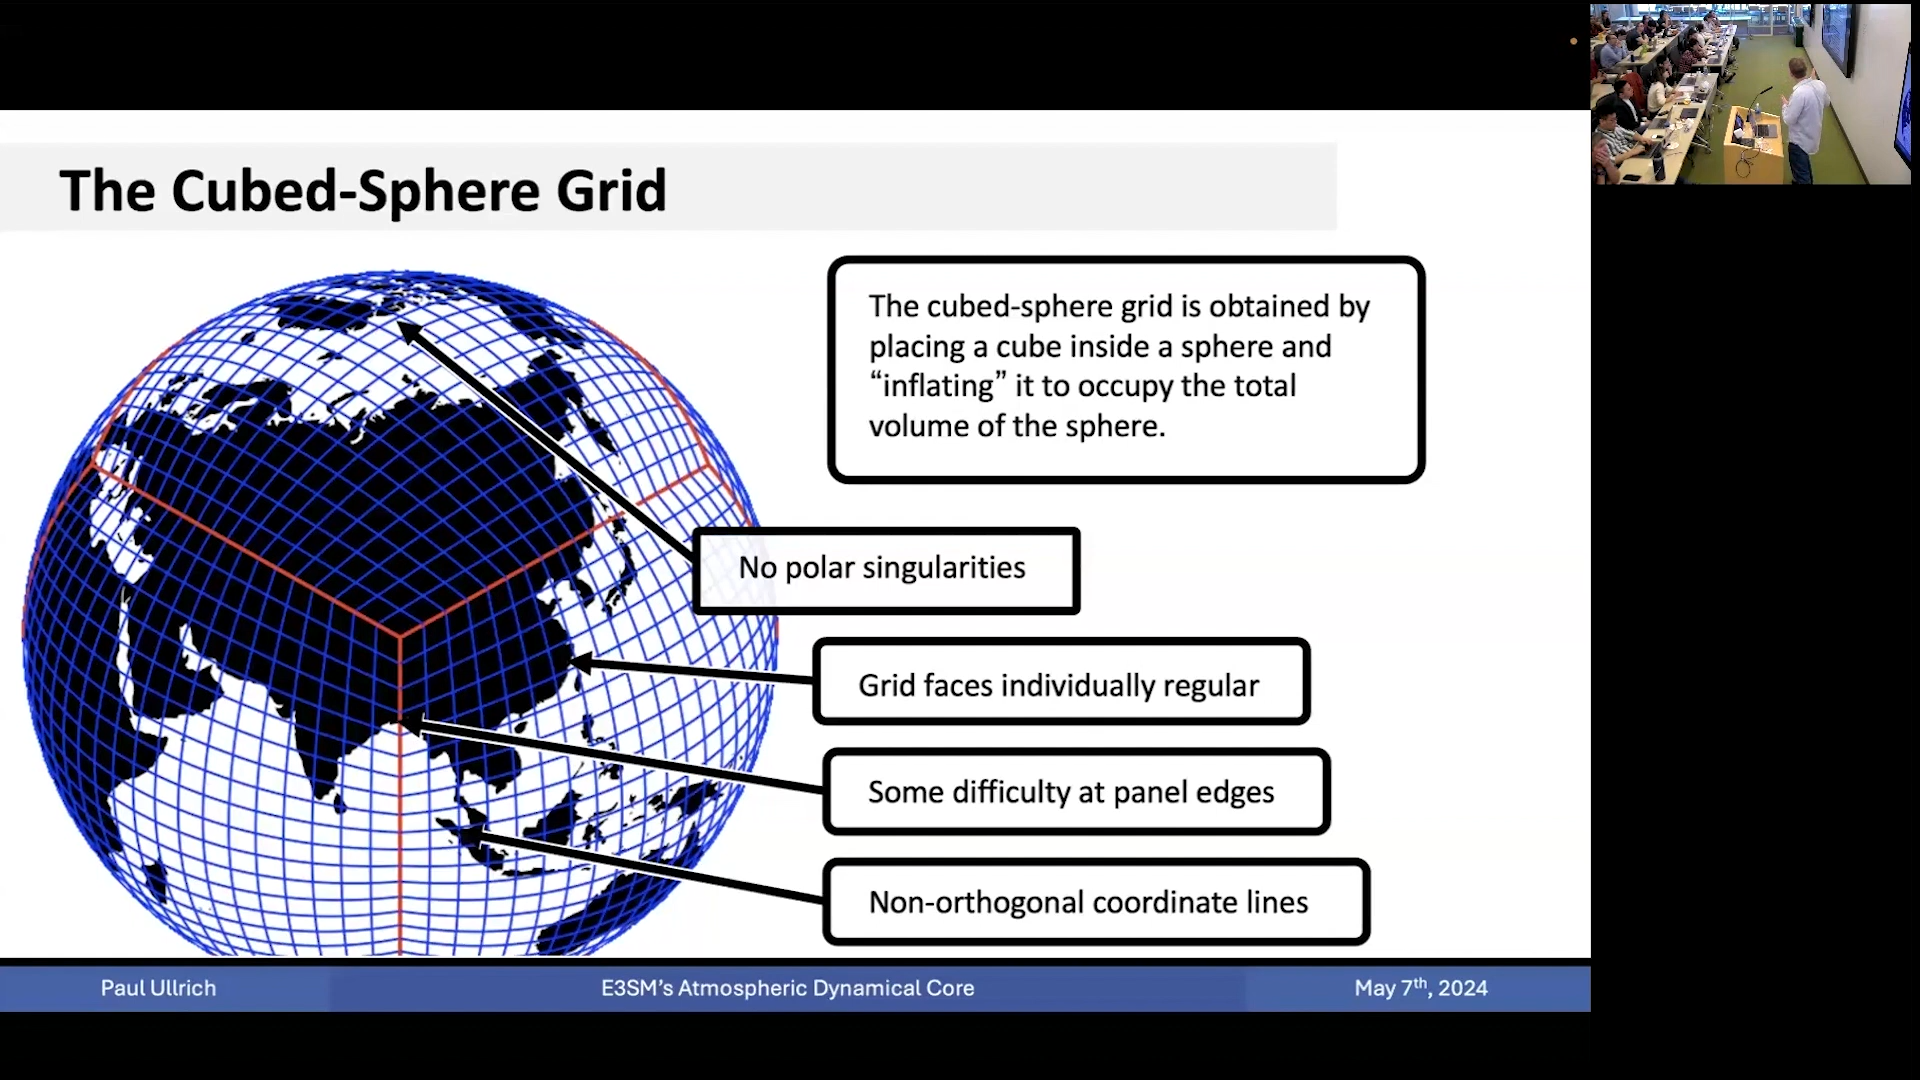 The Cubed-Sphere Grid
The cubed-sphere grid is obtained by
placing a cube inside a sphere and
“inflating” it to occupy the total
volume of the sphere.
No polar singularities
Grid faces individually regular
Some difficulty at panel edges
Non-orthogonal coordinate lines
Paul Ullrich
E3SM’s Atmospheric Dynamical Core
May 7th, 2024